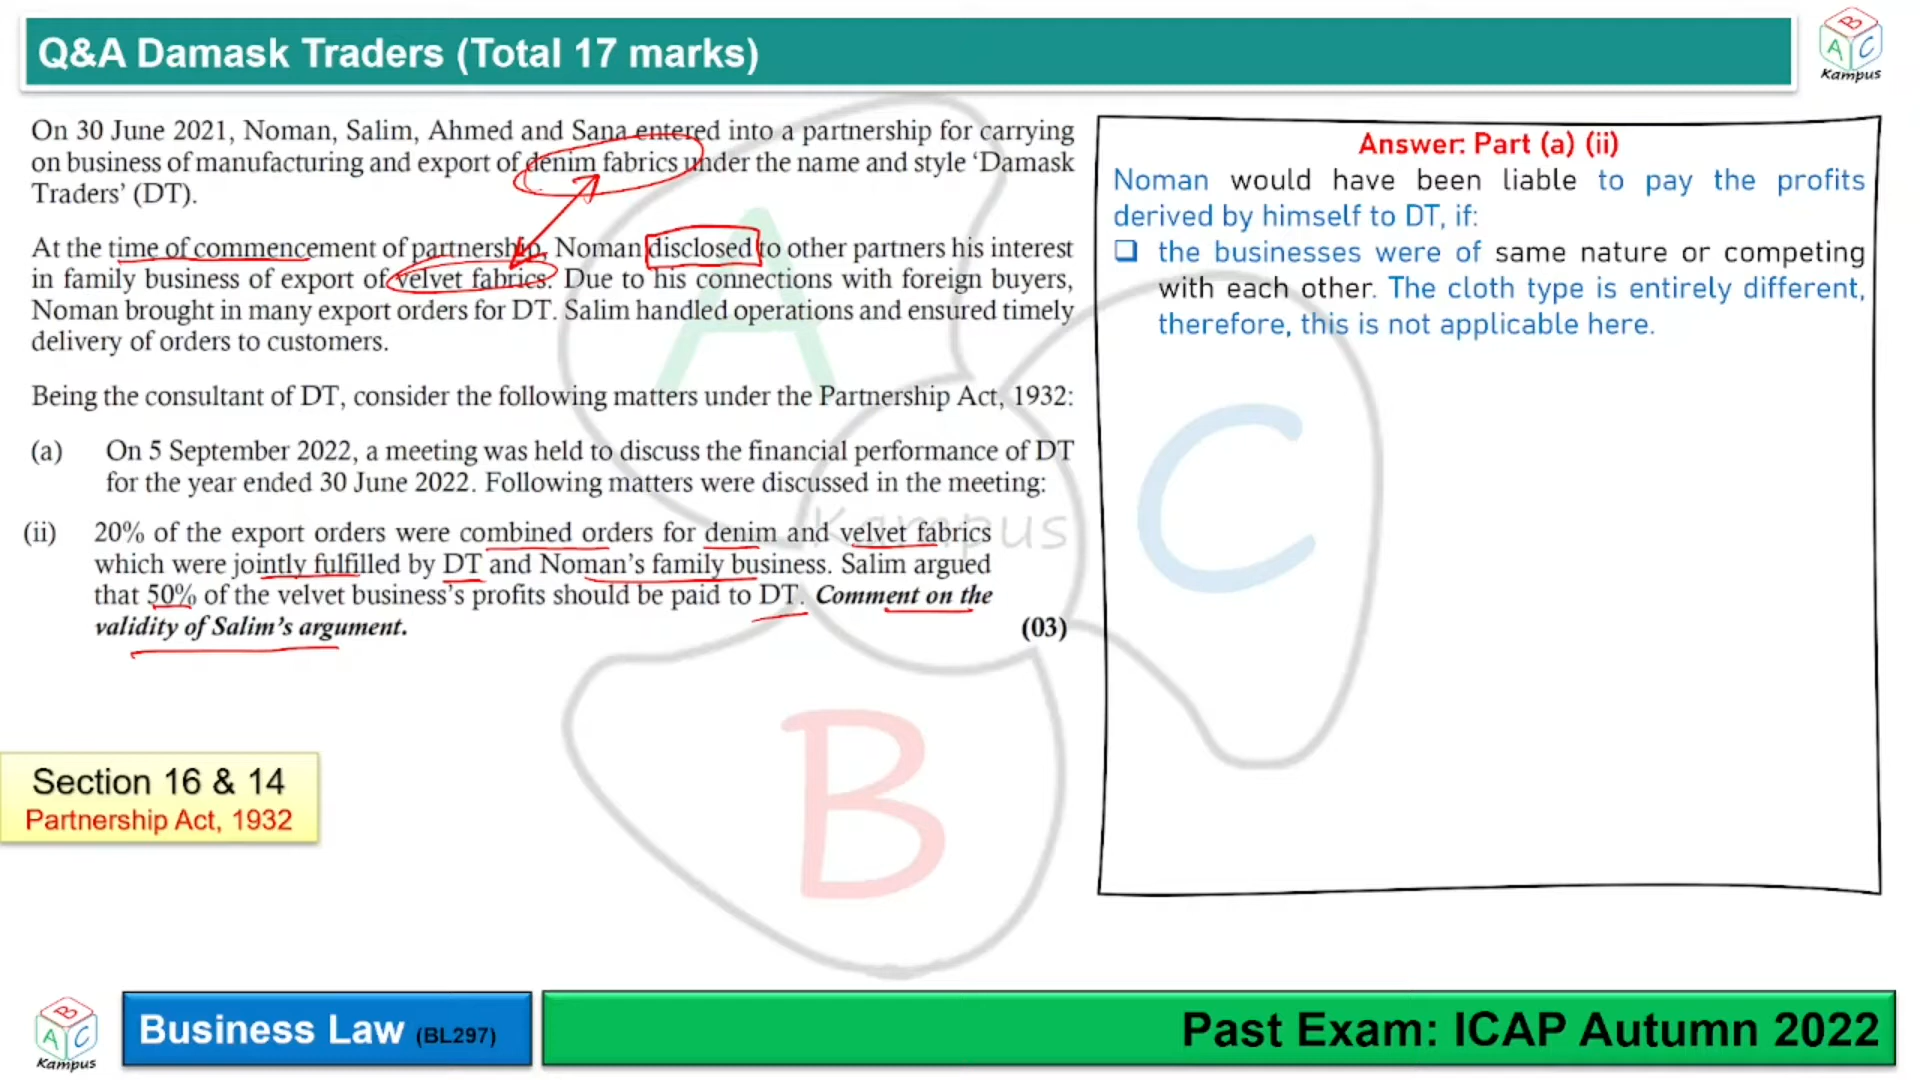 Q&A Damask Traders (Total 17 marks)
B
A C
Kampus
On 30 June 2021, Noman, Salim, Ahmed and Sana entered into a partnership for carrying
on business of manufacturing and export of denim fabrics under the name and style ‘Damask
Traders’ (DT).
At the time of commencement of partnership, Noman disclosed to other partners his interest
in family business of export of velvet fabrics. Due to his connections with foreign buyers,
Noman brought in many export orders for DT. Salim handled operations and ensured timely
delivery of orders to customers.
Being the consultant of DT, consider the following matters under the Partnership Act, 1932:
(a) On 5 September 2022, a meeting was held to discuss the financial performance of DT
for the year ended 30 June 2022. Following matters were discussed in the meeting:
(ii) 20% of the export orders were combined orders for denim and velvet fabrics
which were jointly fulfilled by DT and Noman’s family business. Salim argued
that 50% of the velvet business’s profits should be paid to DT. Comment on the
validity of Salim’s argument. (03)
Answer: Part (a) (ii)
Noman would have been liable to pay the profits
derived by himself to DT, if:
the businesses were of same nature or competing
with each other. The cloth type is entirely different,
therefore, this is not applicable here.
A
C
Kampus
B
Section 16 & 14
Partnership Act, 1932
B
A C
Kampus
Business Law (BL297)
Past Exam: ICAP Autumn 2022